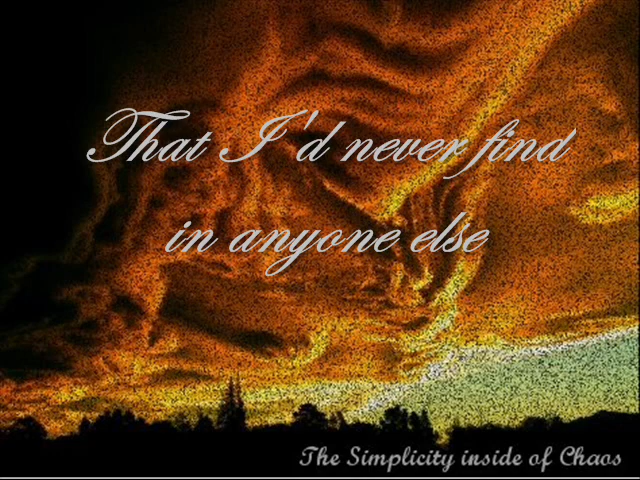 That I'd never find
in anyone else
The Simplicity inside of Chaos